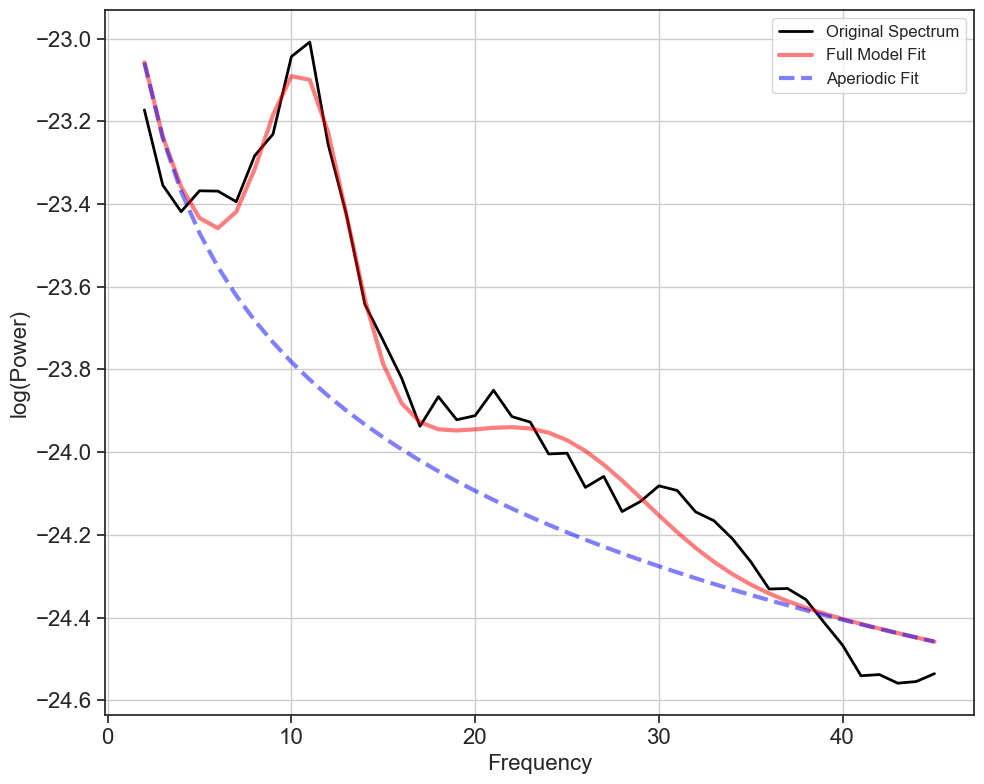 −23.0
−23.2
−23.4
−23.6
−23.8
−24.0
−24.2
−24.4
−24.6
log(Power)
0
10
20
30
40
Frequency
Original Spectrum
Full Model Fit
Aperiodic Fit